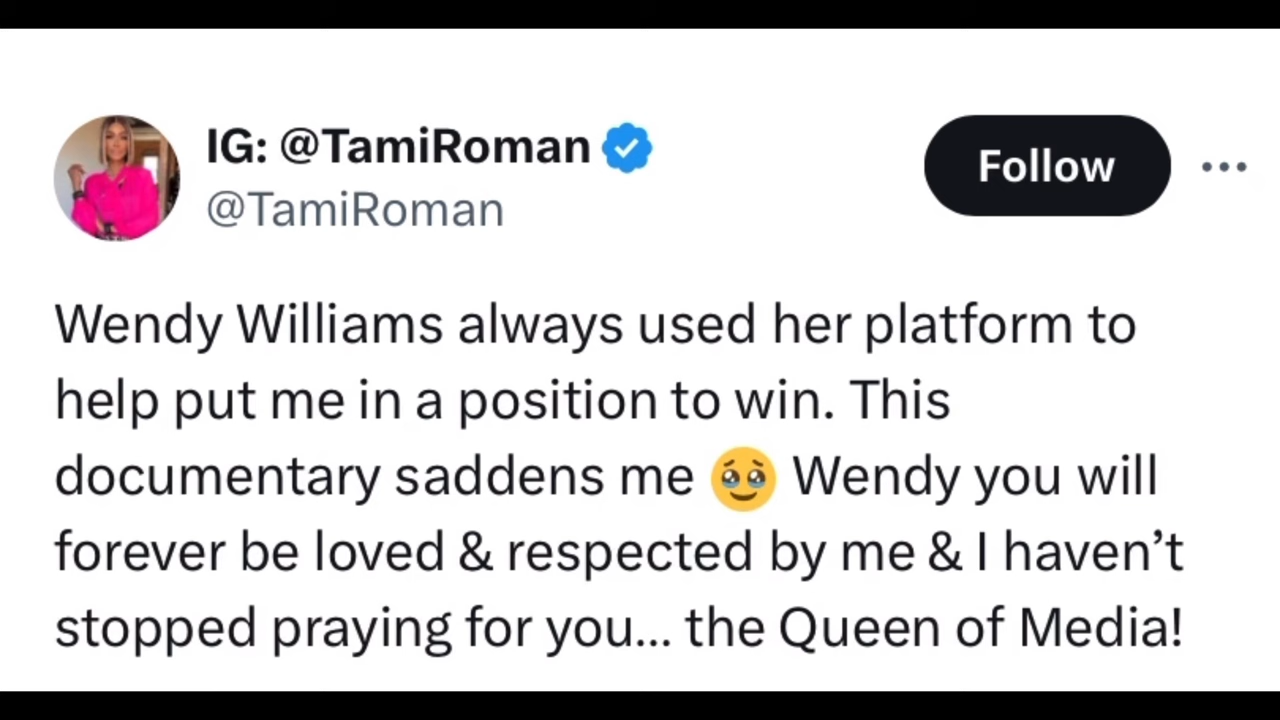 IG: @TamiRoman
@TamiRoman
Follow
Wendy Williams always used her platform to
help put me in a position to win. This
documentary saddens me 🥹 Wendy you will
forever be loved & respected by me & I haven’t
stopped praying for you... the Queen of Media!